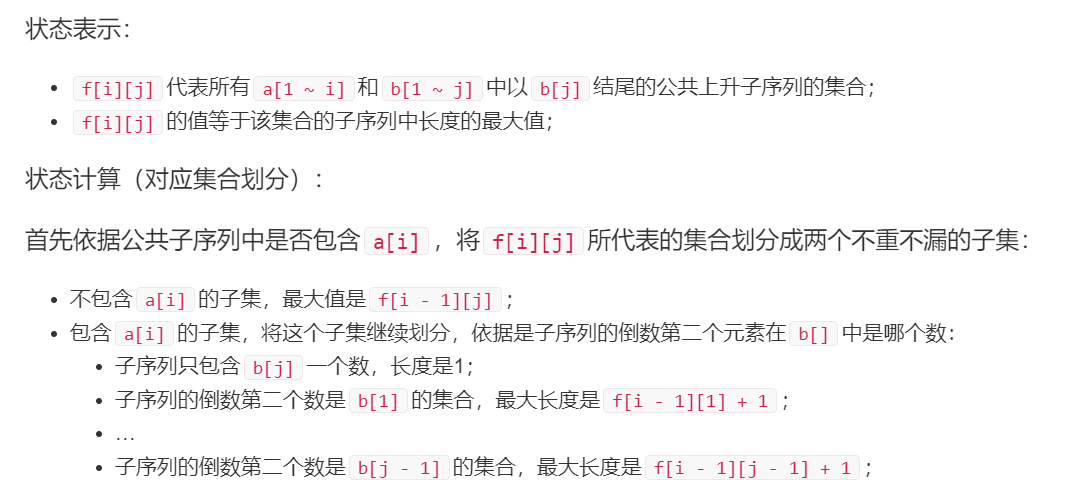 状态表示：
f[i][j] 代表所有 a[1 ~ i] 和 b[1 ~ j] 中以 b[j] 结尾的公共上升子序列的集合；
f[i][j] 的值等于该集合的子序列中长度的最大值；
状态计算（对应集合划分）：
首先依据公共子序列中是否包含 a[i] ，将 f[i][j] 所代表的集合划分成两个不重不漏的子集：
不包含 a[i] 的子集，最大值是 f[i - 1][j] ；
包含 a[i] 的子集，将这个子集继续划分，依据是子序列的倒数第二个元素在 b[] 中是哪个数：
子序列只包含 b[j] 一个数，长度是1；
子序列的倒数第二个数是 b[1] 的集合，最大长度是 f[i - 1][1] + 1 ；
…
子序列的倒数第二个数是 b[j - 1] 的集合，最大长度是 f[i - 1][j - 1] + 1 ；